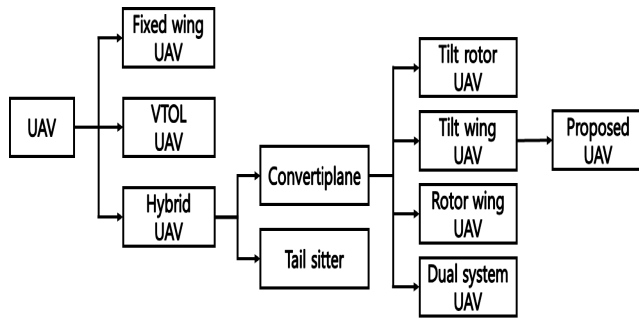 UAV
Fixed wing
UAV
VTOL
UAV
Hybrid
UAV
Convertiplane
Tail sitter
Tilt rotor
UAV
Tilt wing
UAV
Rotor wing
UAV
Dual system
UAV
Proposed
UAV